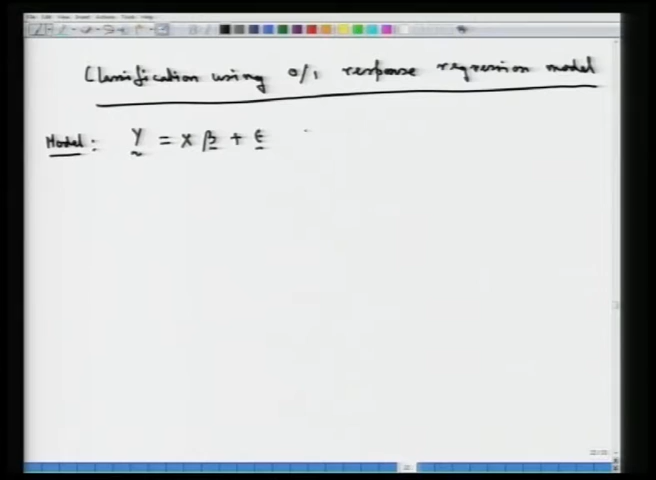 Classification using 0/1 response regression model
Model: Y = X β + ϵ